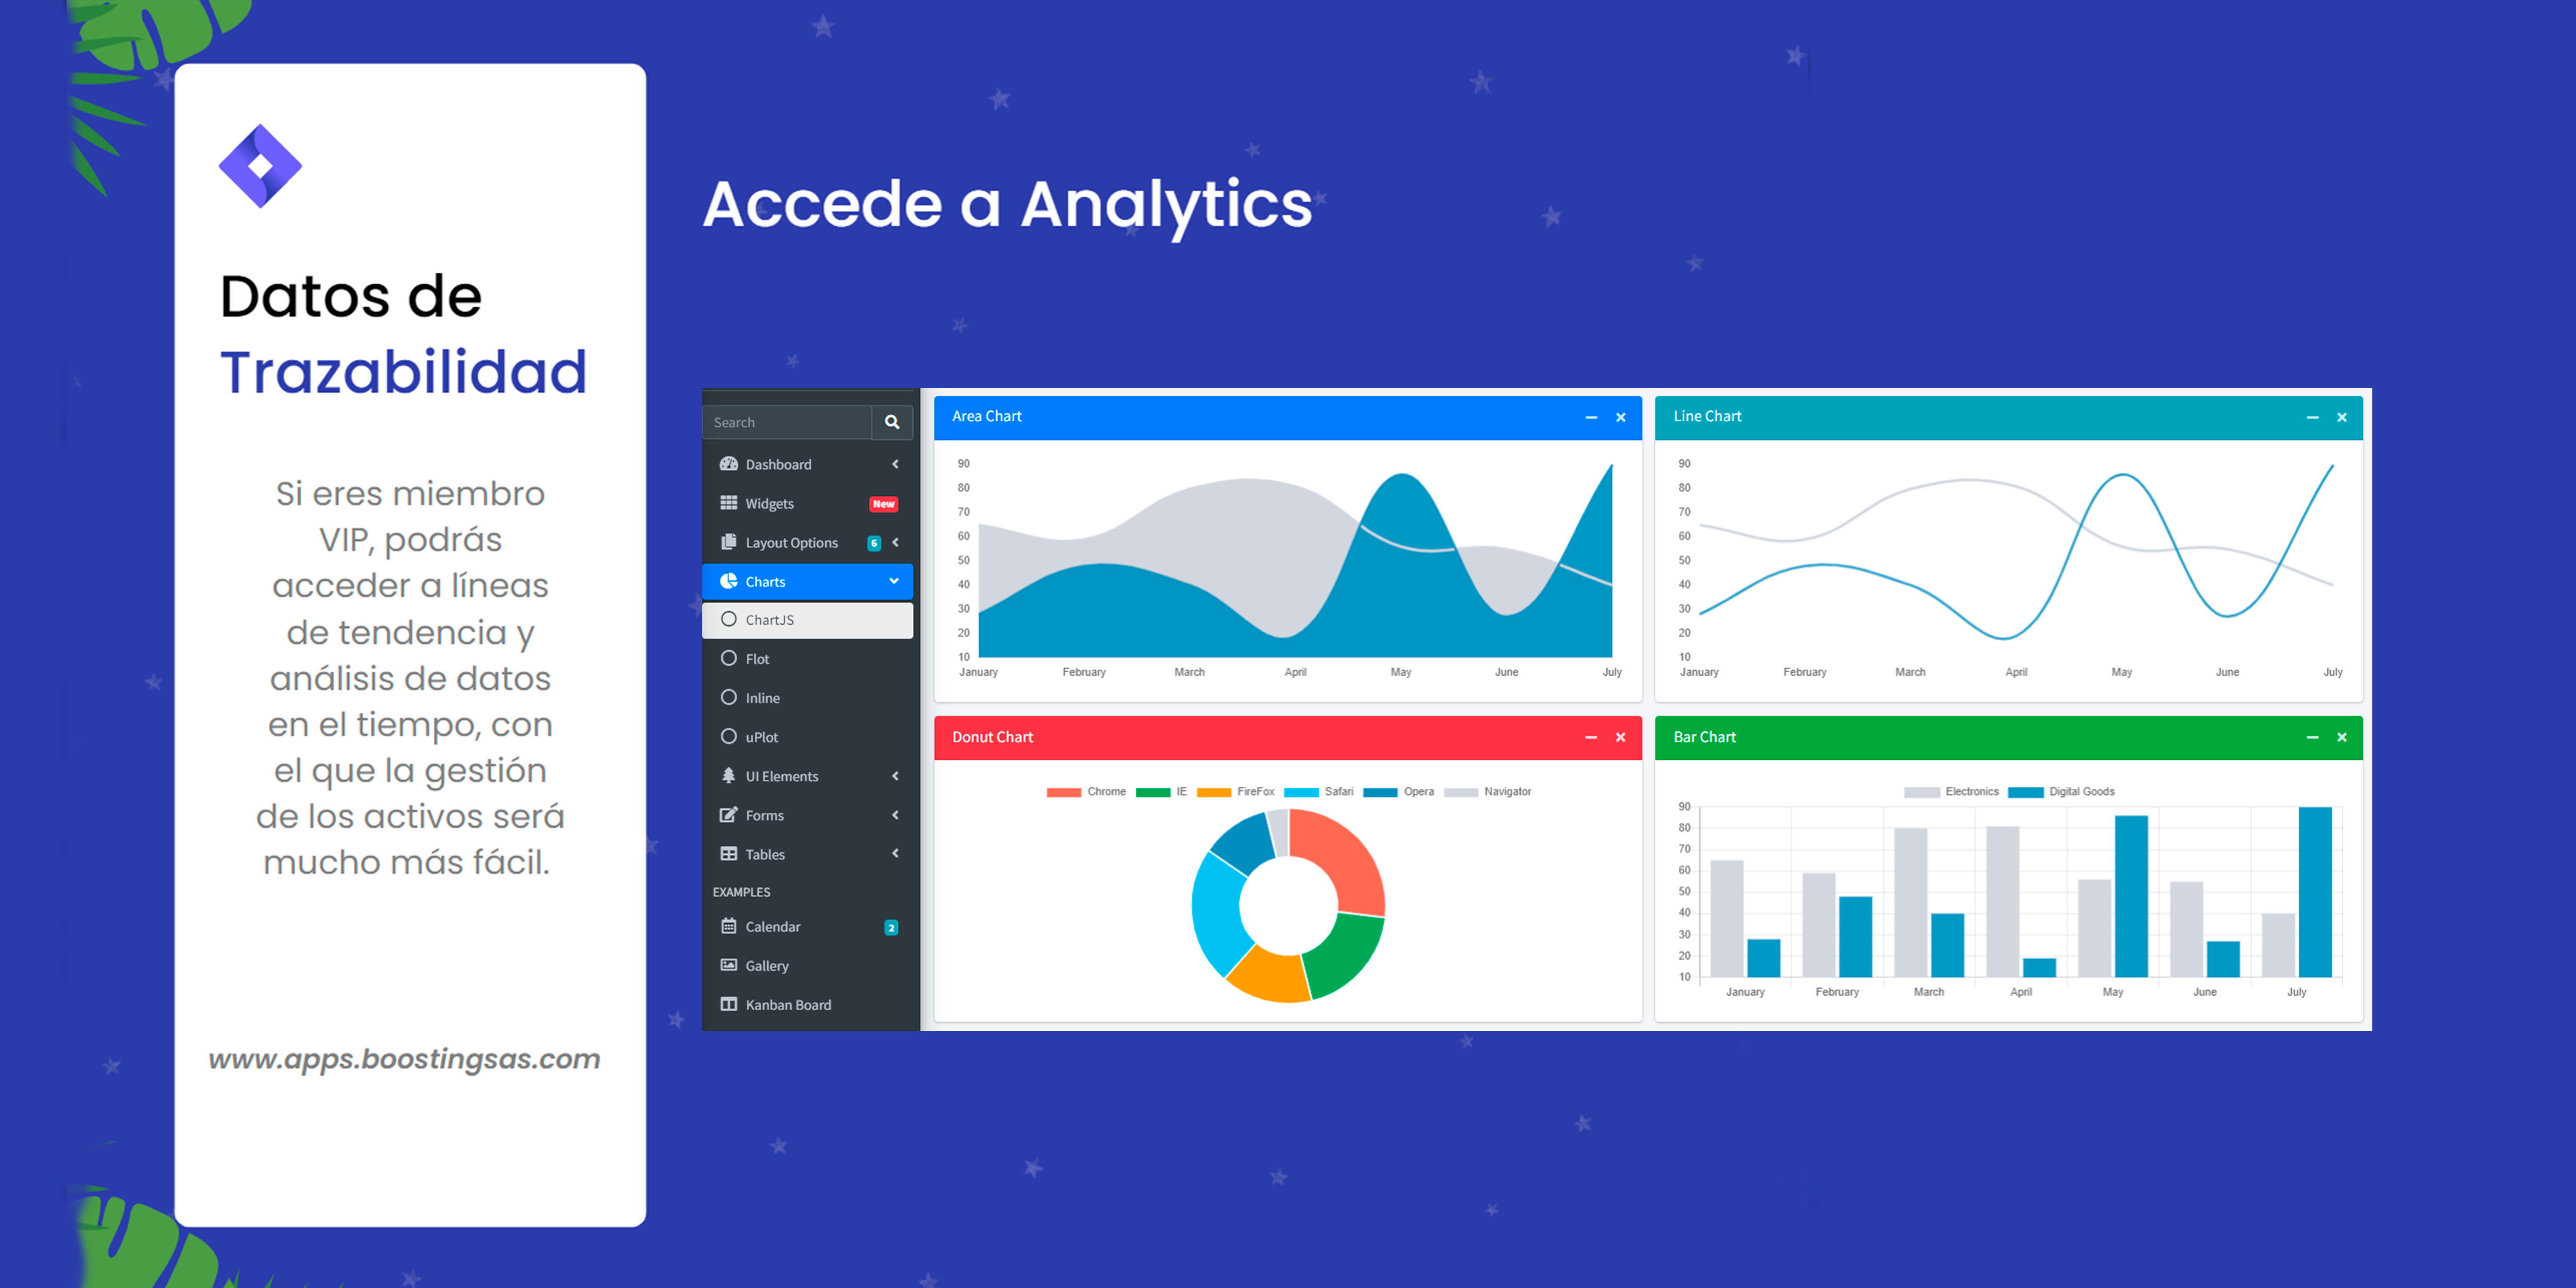 Datos de
Trazabilidad
Si eres miembro
VIP, podrás
acceder a líneas
de tendencia y
análisis de datos
en el tiempo, con
el que la gestión
de los activos será
mucho más fácil.
www.apps.boostingsas.com
Accede a Analytics
Search
Dashboard
Widgets New
Layout Options 6
Charts
ChartJS
Flot
Inline
uPlot
UI Elements
Forms
Tables
EXAMPLES
Calendar 2
Gallery
Kanban Board
Area Chart
90
80
70
60
50
40
30
20
10
January February March April May June July
Line Chart
90
80
70
60
50
40
30
20
10
January February March April May June July
Donut Chart
Chrome IE FireFox Safari Opera Navigator
Bar Chart
Electronics Digital Goods
90
80
70
60
50
40
30
20
10
January February March April May June July